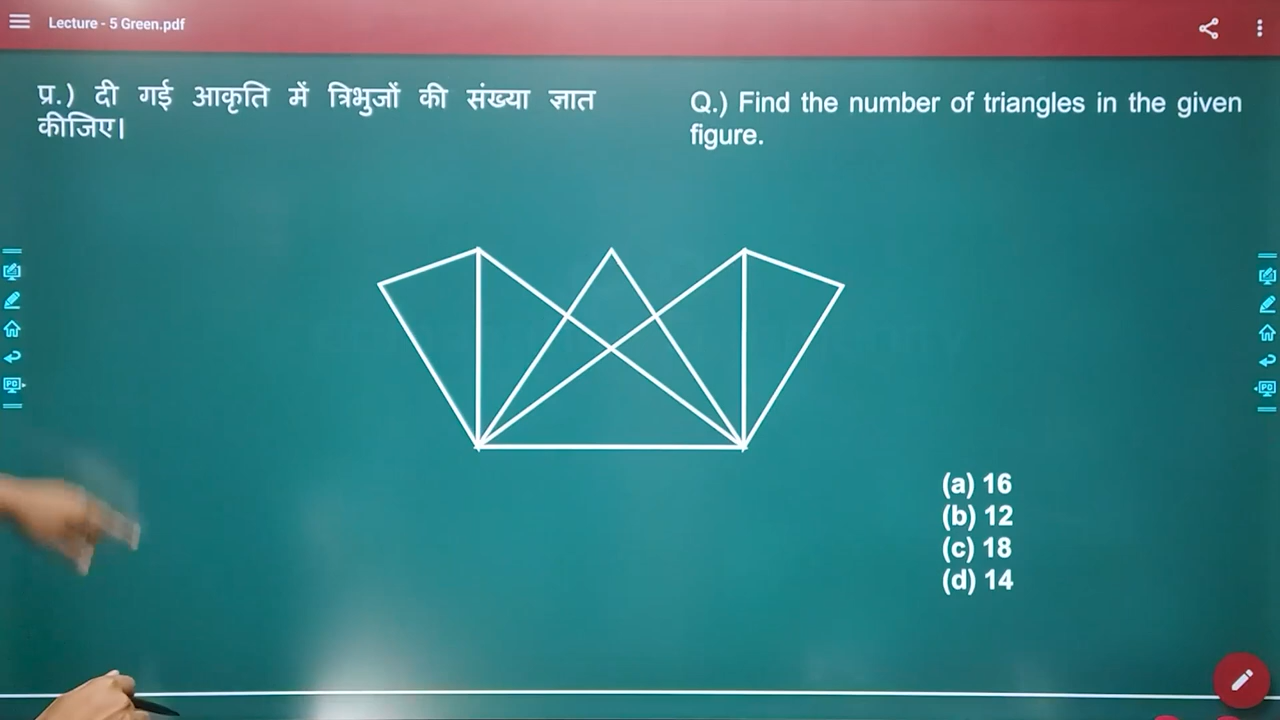 Lecture - 5 Green.pdf
प्र.) दी गई आकृति में त्रिभुजों की संख्या ज्ञात
कीजिए।
Q.) Find the number of triangles in the given
figure.
(a) 16
(b) 12
(c) 18
(d) 14